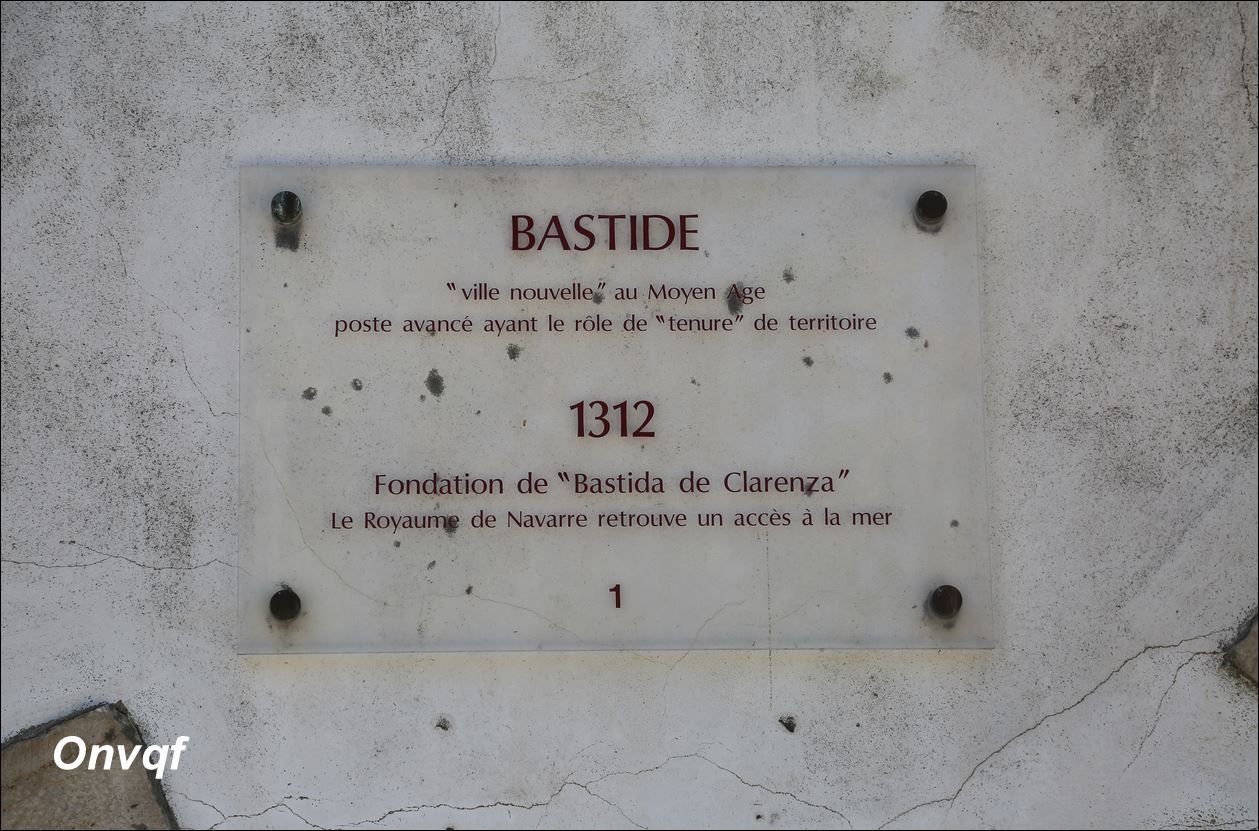 BASTIDE
"ville nouvelle" au Moyen Age
poste avancé ayant le rôle de "tenure" de territoire
1312
Fondation de "Bastida de Clarenza"
Le Royaume de Navarre retrouve un accès à la mer
1
Onvqf